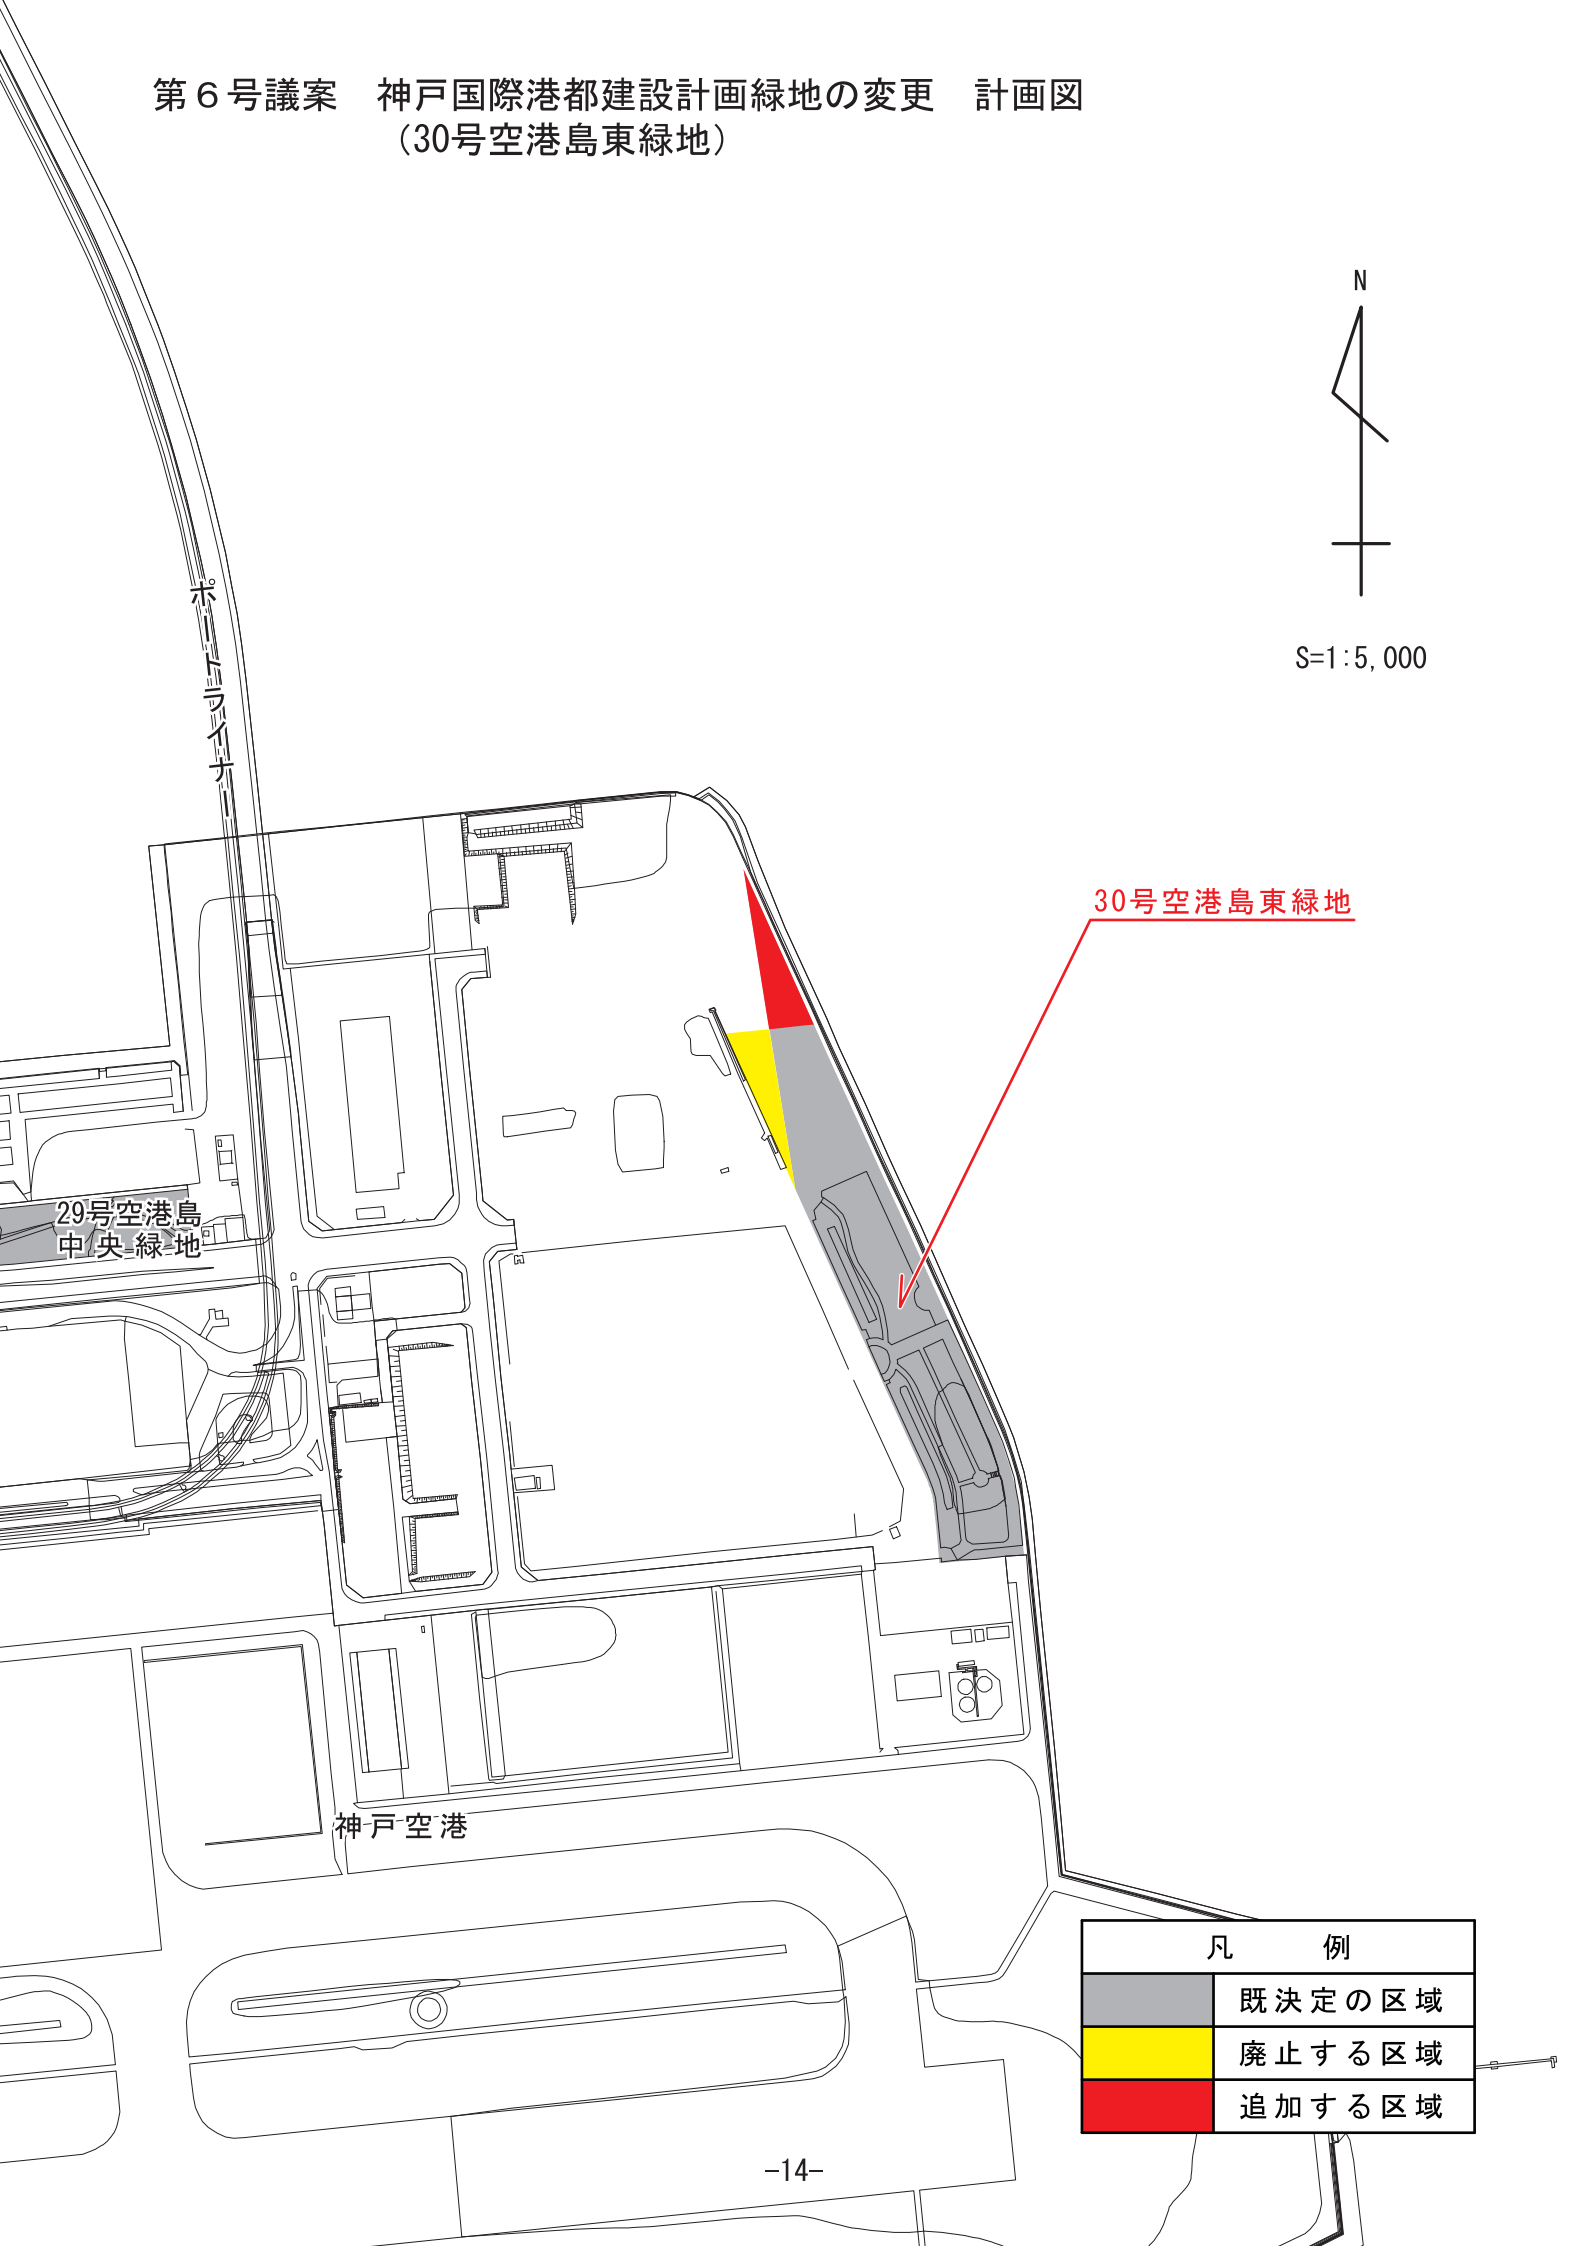 第６号議案　神戸国際港都建設計画緑地の変更　計画図
（30号空港島東緑地）
N
S=1:5,000
ポートライナー
30号空港島東緑地
29号空港島
中央緑地
神戸空港
凡　例
既決定の区域
廃止する区域
追加する区域
-14-